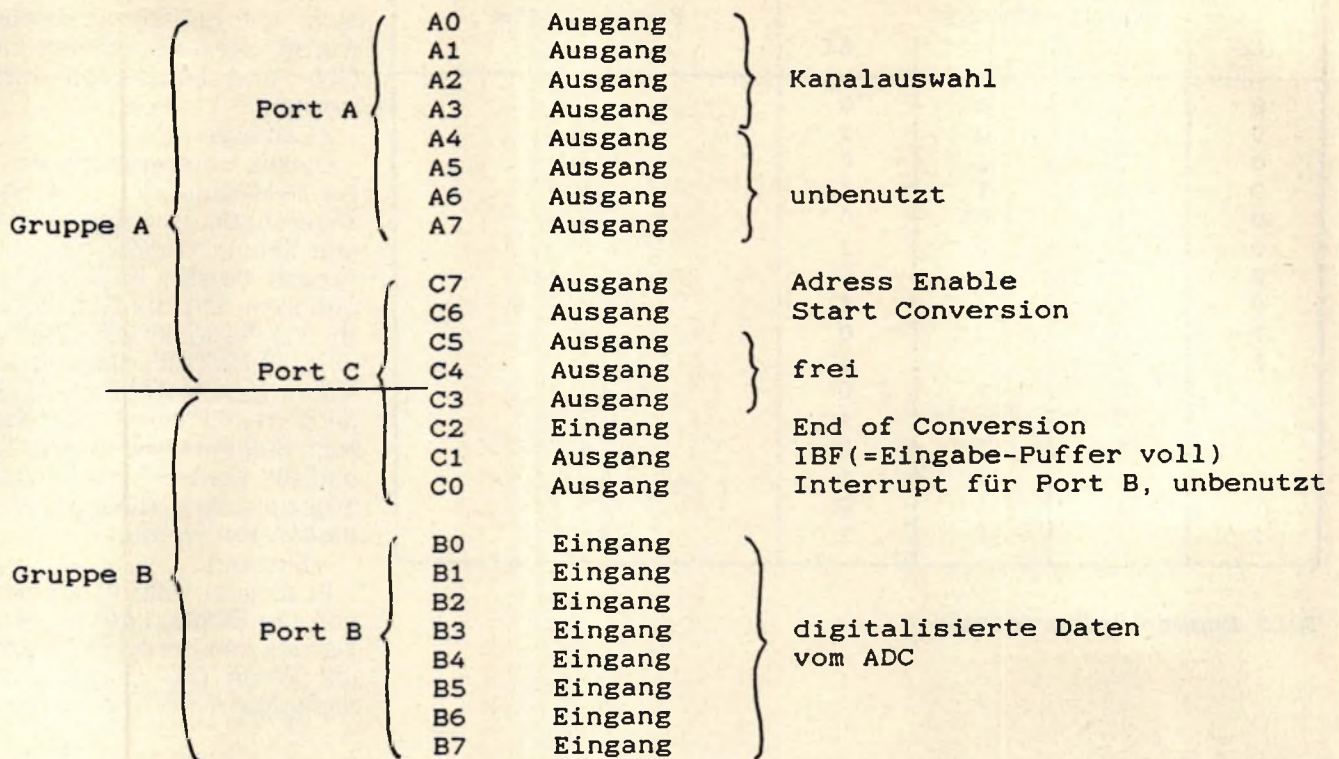 A0 Ausgang
A1 Ausgang
A2 Ausgang Kanalauswahl
Port A A3 Ausgang
A4 Ausgang
A5 Ausgang
A6 Ausgang unbenutzt
Gruppe A A7 Ausgang
C7 Ausgang Adress Enable
C6 Ausgang Start Conversion
C5 Ausgang
Port C C4 Ausgang frei
C3 Ausgang
C2 Eingang End of Conversion
C1 Ausgang IBF(=Eingabe-Puffer voll)
C0 Ausgang Interrupt für Port B, unbenutzt
B0 Eingang
Gruppe B B1 Eingang
B2 Eingang
Port B B3 Eingang digitalisierte Daten
B4 Eingang vom ADC
B5 Eingang
B6 Eingang
B7 Eingang